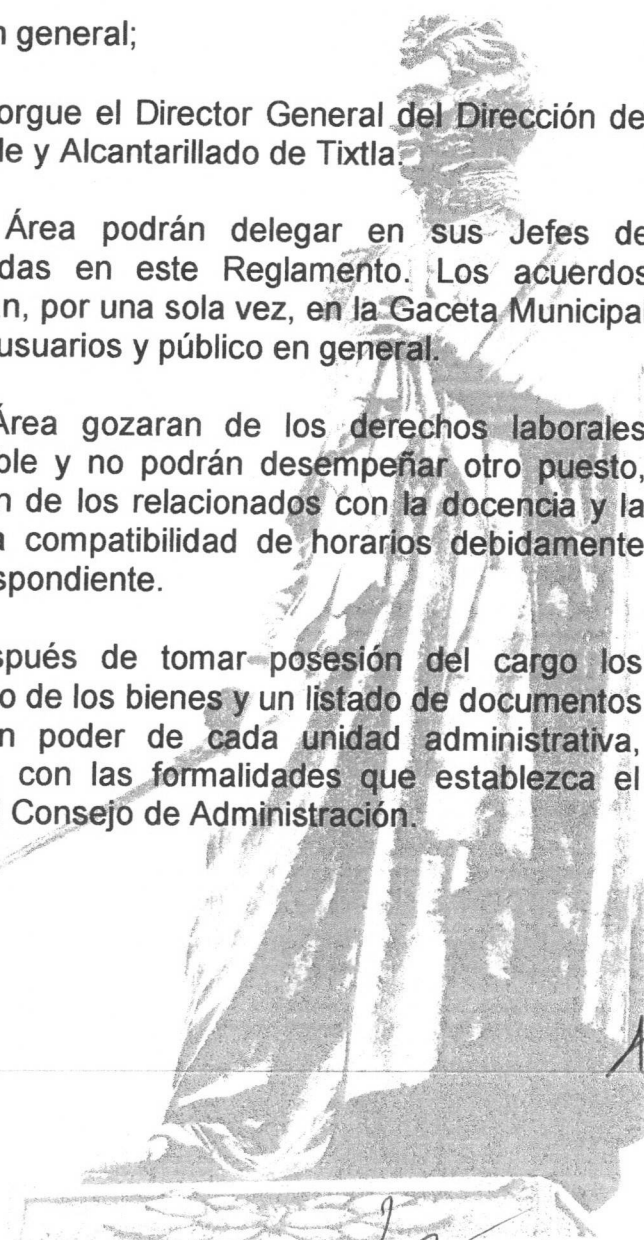 n general;
orgue el Director General del Dirección de
le y Alcantarillado de Tixtla.
Área podrán delegar en sus Jefes de
das en este Reglamento. Los acuerdos
n, por una sola vez, en la Gaceta Municipa
usuarios y público en general.
Área gozaran de los derechos laborales
ole y no podrán desempeñar otro puesto,
n de los relacionados con la docencia y la
a compatibilidad de horarios debidamente
spondiente.
spués de tomar posesión del cargo los
o de los bienes y un listado de documentos
n poder de cada unidad administrativa,
con las formalidades que establezca el
Consejo de Administración.